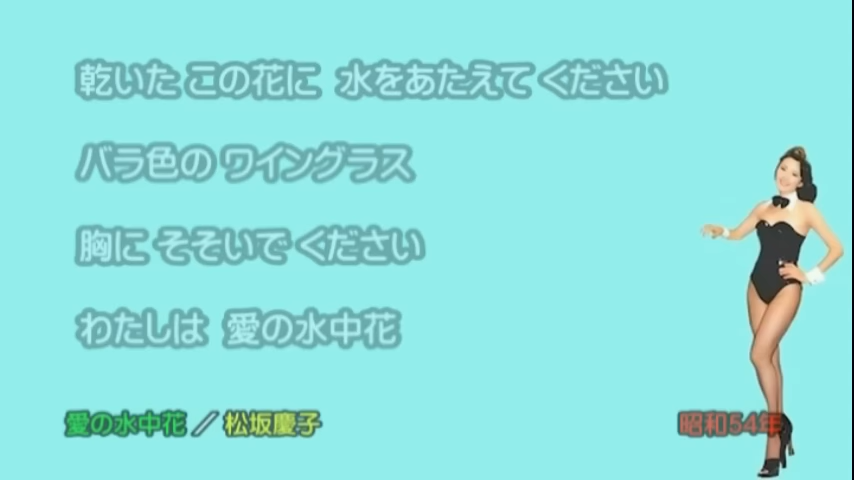 乾いた この花に 水をあたえて ください
バラ色の ワイングラス
胸に そそいで ください
わたしは 愛の水中花
愛の水中花 ／ 松坂慶子 昭和54年